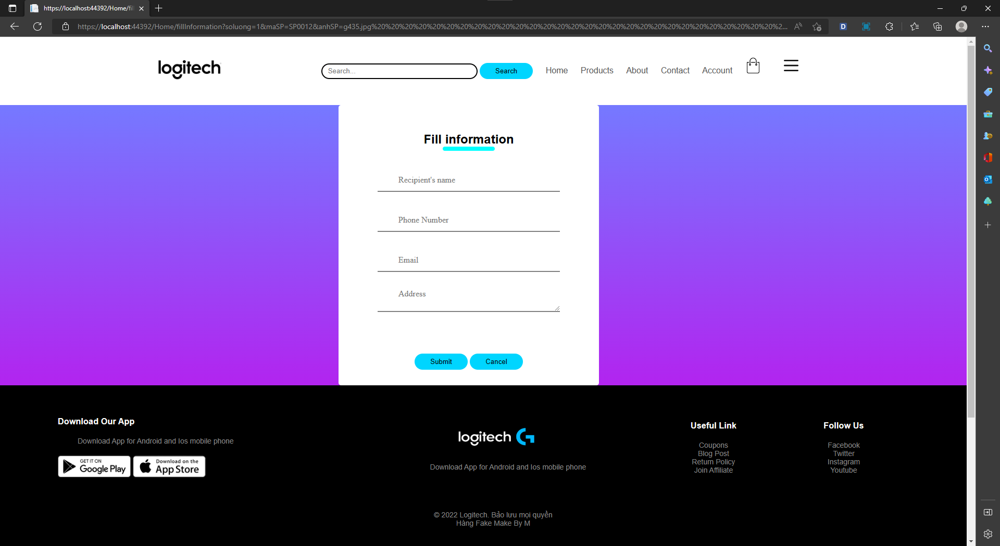 https://localhost:44392/Home/fil
https://localhost:44392/Home/fillInformation?soluong=1&maSP=SP0012&anhSP=g435.jpg%20%20%20%20%20%20%20%20%20%20%20%20%20%20%20%20%20%20%20%20%20%20%20%20%20%20%20%20%20%2...
logitech
Search...
Search
Home
Products
About
Contact
Account
Fill information
Recipient's name
Phone Number
Email
Address
Submit
Cancel
Download Our App
Download App for Android and Ios mobile phone
GET IT ON
Google Play
Download on the
App Store
logitech G
Download App for Android and Ios mobile phone
Useful Link
Coupons
Blog Post
Return Policy
Join Affiliate
Follow Us
Facebook
Twitter
Instagram
Youtube
© 2022 Logitech. Bảo lưu mọi quyền
Hàng Fake Make By M